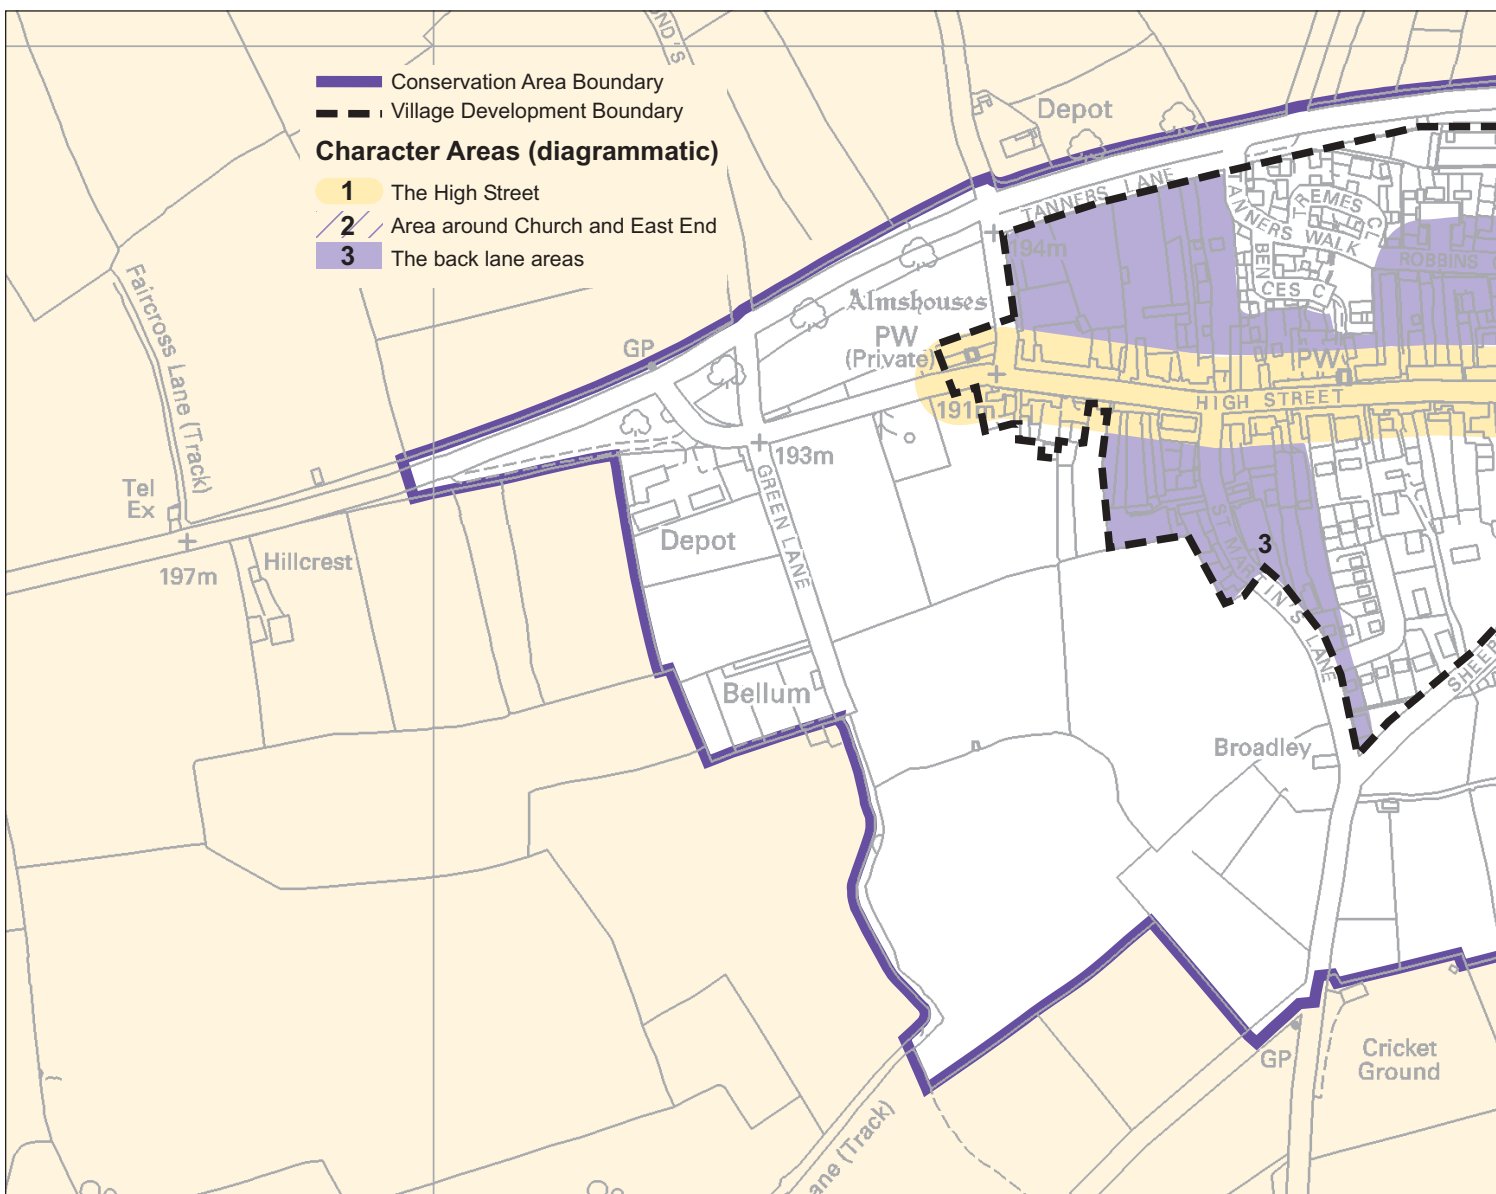 OND'S
Conservation Area Boundary
Village Development Boundary
Character Areas (diagrammatic)
1 The High Street
2 Area around Church and East End
3 The back lane areas
Depot
TANNERS LANE
194m
TANNERS WALK
TREMES CL
BENCES C
ROBBINS
Faircross Lane (Track)
Almshouses
PW
(Private)
GP
PW
HIGH STREET
191m
193m
Tel
Ex
197m
Hillcrest
Depot
GREEN LANE
ST MARTIN'S LANE
3
SHEEP
Bellum
Broadley
GP
Cricket
Ground
ane (Track)